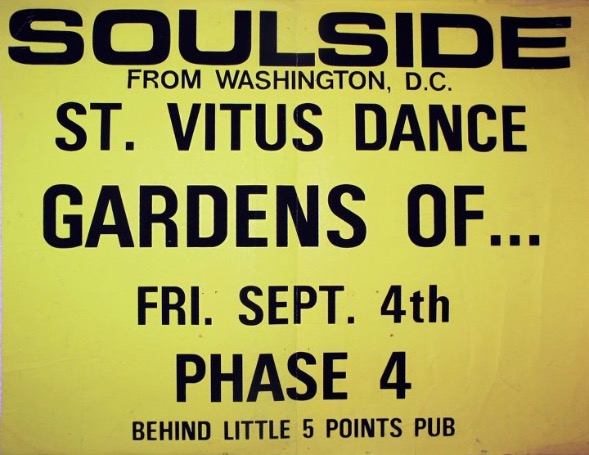 SOULSIDE
FROM WASHINGTON, D.C.
ST. VITUS DANCE
GARDENS OF...
FRI. SEPT. 4th
PHASE 4
BEHIND LITTLE 5 POINTS PUB